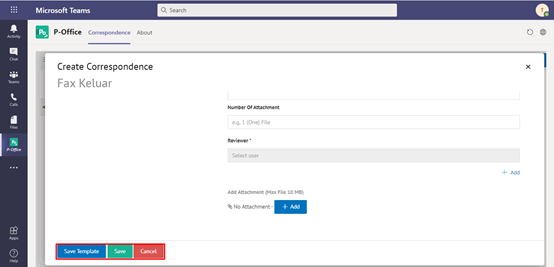 Microsoft Teams
Search
T
Activity
Chat
Teams
Calls
Files
P-Office
Apps
Help
P-Office
Correspondence
About
Create Correspondence
Fax Keluar
Number Of Attachment
e.g. 1 (One) File
Reviewer *
Select user
+ Add
Add Attachment (Max File 10 MB)
No Attachment - + Add
Save Template Save Cancel